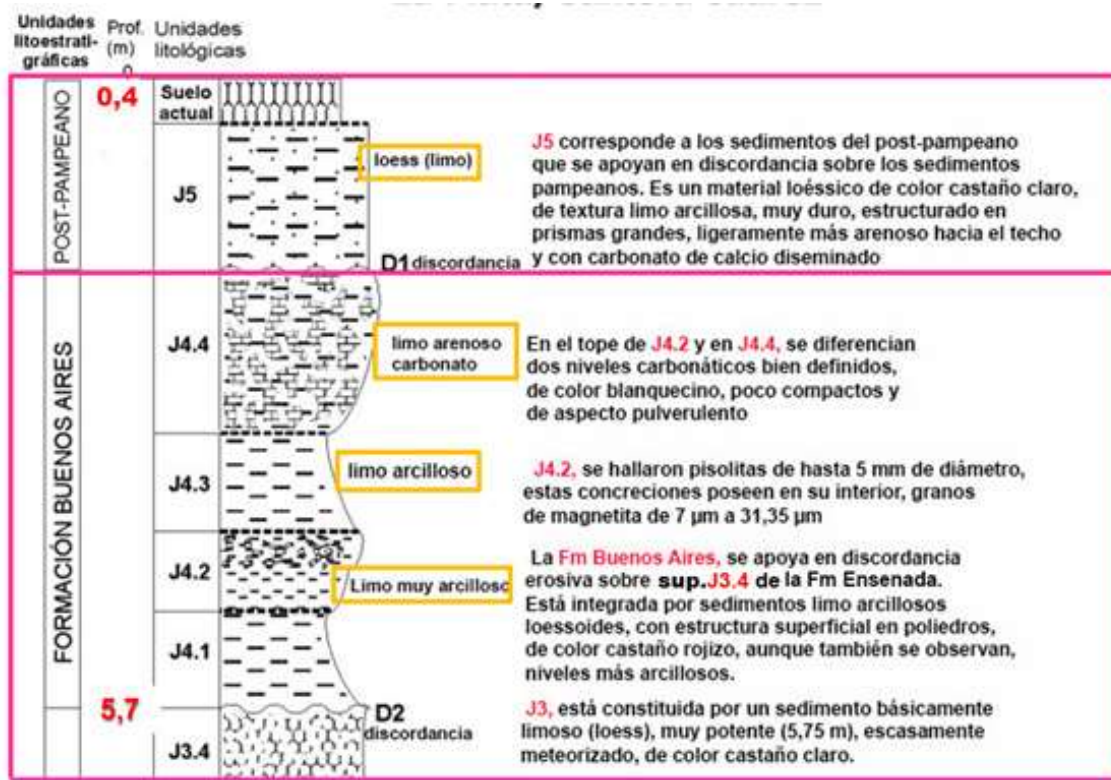 Unidades
litoestrati-
gráficas
Prof.
(m)
0
Unidades
litológicas
POST-PAMPEANO
0,4
Suelo
actual
J5
loess (limo)
D1 discordancia
J5 corresponde a los sedimentos del post-pampeano
que se apoyan en discordancia sobre los sedimentos
pampeanos. Es un material loéssico de color castaño claro,
de textura limo arcillosa, muy duro, estructurado en
prismas grandes, ligeramente más arenoso hacia el techo
y con carbonato de calcio diseminado
FORMACIÓN BUENOS AIRES
J4.4
limo arenoso
carbonato
En el tope de J4.2 y en J4.4, se diferencian
dos niveles carbonáticos bien definidos,
de color blanquecino, poco compactos y
de aspecto pulverulento
J4.3
limo arcilloso
J4.2, se hallaron pisolitas de hasta 5 mm de diámetro,
estas concreciones poseen en su interior, granos
de magnetita de 7 µm a 31,35 µm
J4.2
Limo muy arcilloso
La Fm Buenos Aires, se apoya en discordancia
erosiva sobre sup.J3.4 de la Fm Ensenada.
Está integrada por sedimentos limo arcillosos
loessoides, con estructura superficial en poliedros,
de color castaño rojizo, aunque también se observan,
niveles más arcillosos.
J4.1
5,7
D2
discordancia
J3.4
J3, está constituida por un sedimento básicamente
limoso (loess), muy potente (5,75 m), escasamente
meteorizado, de color castaño claro.